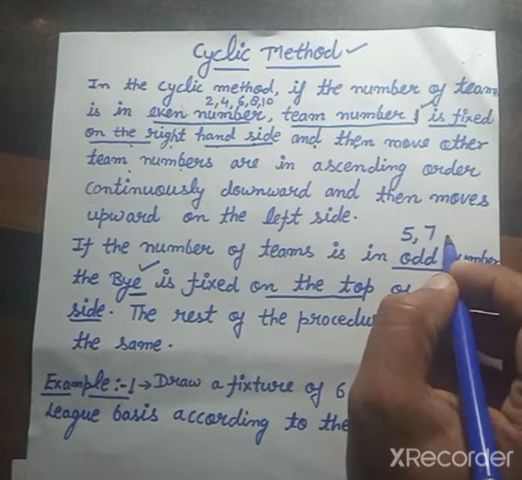 Cyclic Method
In the cyclic method, if the number of team
2,4,6,8,10
is in even number, team number 1 is fixed
on the right hand side and then move other
team numbers are in ascending order
continuously downward and then moves
upward on the left side.
5,7
If the number of teams is in odd number
the Bye is fixed on the top of
side. The rest of the procedu
the same.
Example:-1→ Draw a fixture of 6
League basis according to the
XRecorder